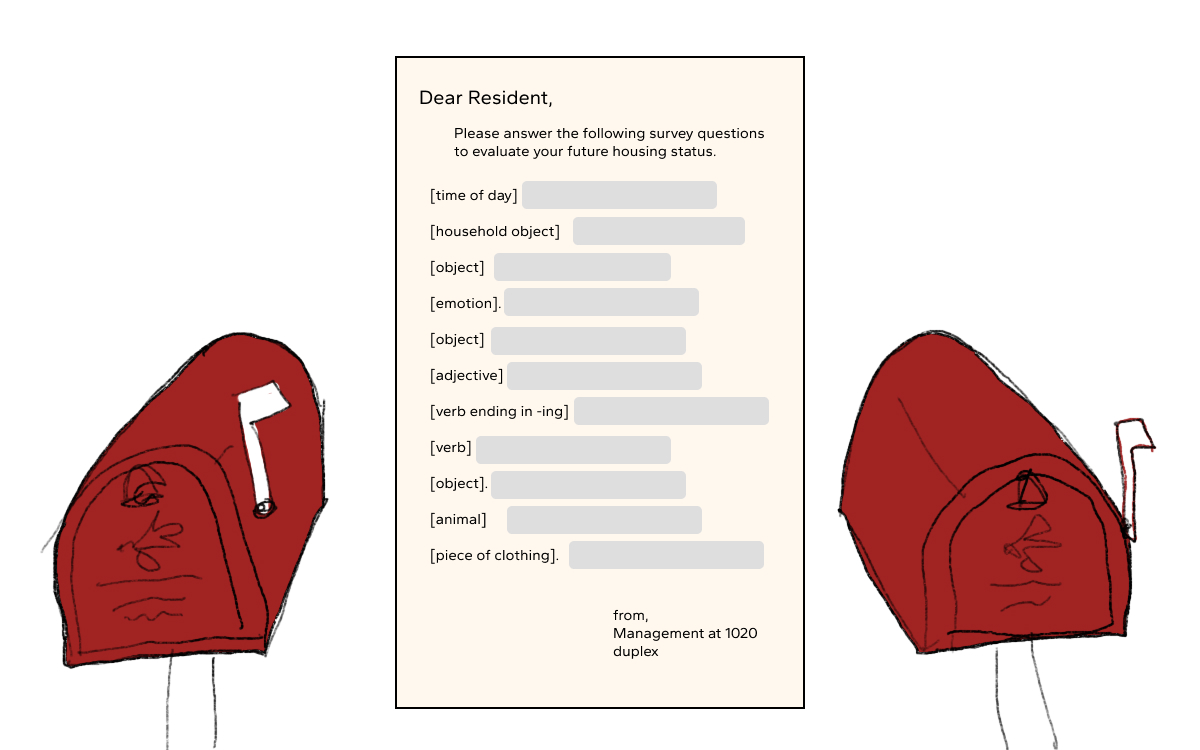 Dear Resident,
Please answer the following survey questions
to evaluate your future housing status.
[time of day]
[household object]
[object]
[emotion].
[object]
[adjective]
[verb ending in -ing]
[verb]
[object].
[animal]
[piece of clothing].
from,
Management at 1020
duplex